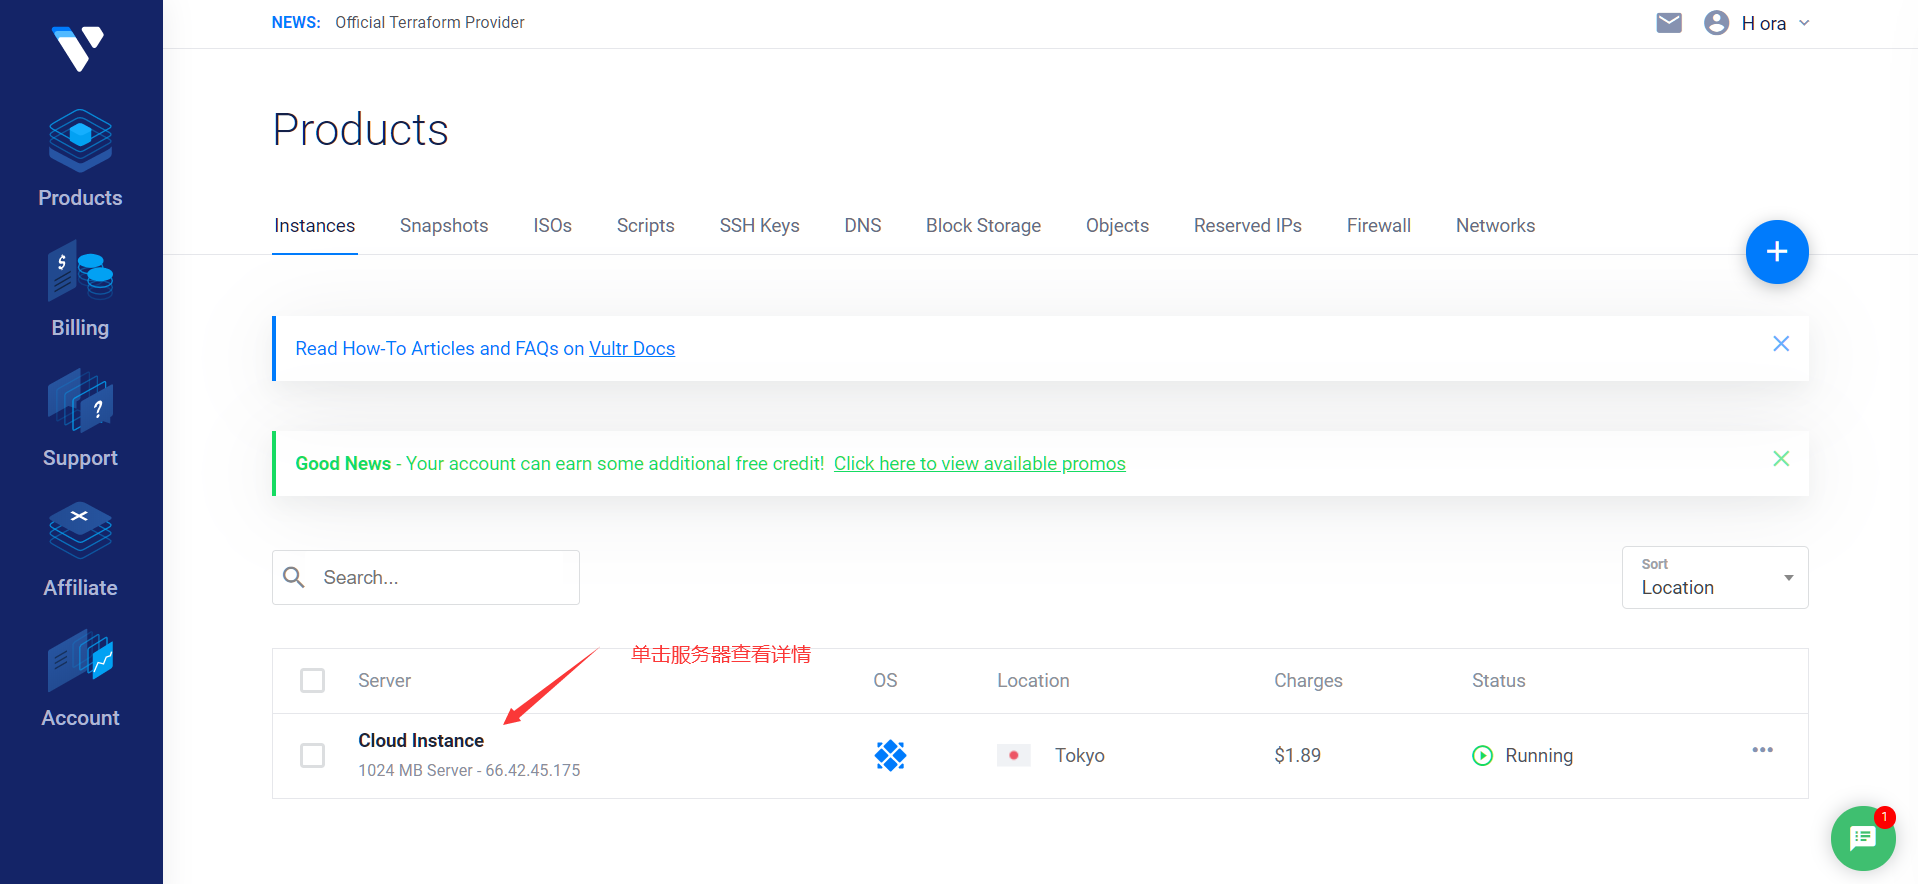 NEWS: Official Terraform Provider
H ora
Products
Products
Billing
Support
Affiliate
Account
Instances Snapshots ISOs Scripts SSH Keys DNS Block Storage Objects Reserved IPs Firewall Networks
+
Read How-To Articles and FAQs on Vultr Docs
Good News - Your account can earn some additional free credit! Click here to view available promos
Search...
Sort
Location
单击服务器查看详情
Server OS Location Charges Status
Cloud Instance
1024 MB Server - 66.42.45.175
Tokyo $1.89 Running
1